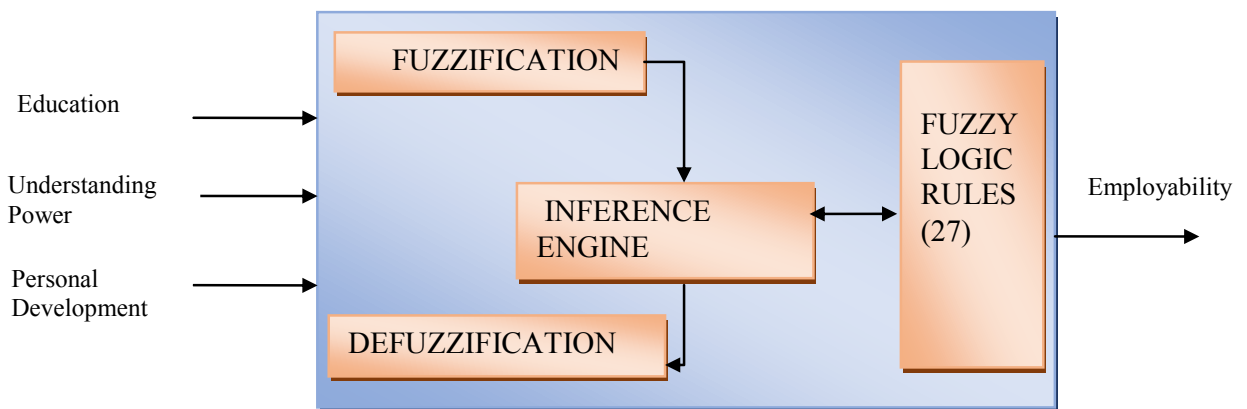 Education
Understanding
Power
Personal
Development
FUZZIFICATION
INFERENCE
ENGINE
DEFUZZIFICATION
FUZZY
LOGIC
RULES
(27)
Employability